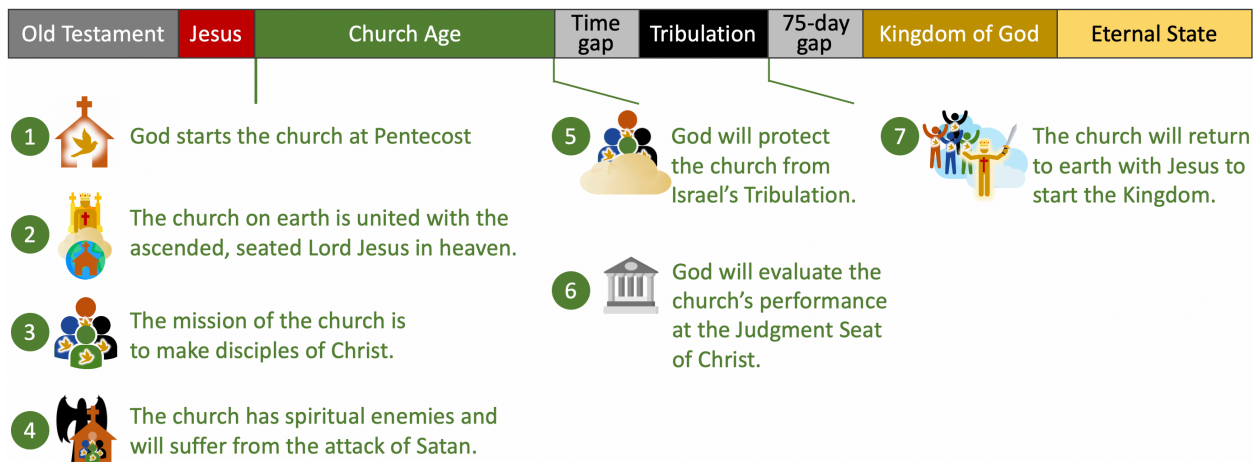 Old Testament
Jesus
Church Age
Time
gap
Tribulation
75-day
gap
Kingdom of God
Eternal State
1
God starts the church at Pentecost
2
The church on earth is united with the
ascended, seated Lord Jesus in heaven.
3
The mission of the church is
to make disciples of Christ.
4
The church has spiritual enemies and
will suffer from the attack of Satan.
5
God will protect
the church from
Israel's Tribulation.
6
God will evaluate the
church's performance
at the Judgment Seat
of Christ.
7
The church will return
to earth with Jesus to
start the Kingdom.